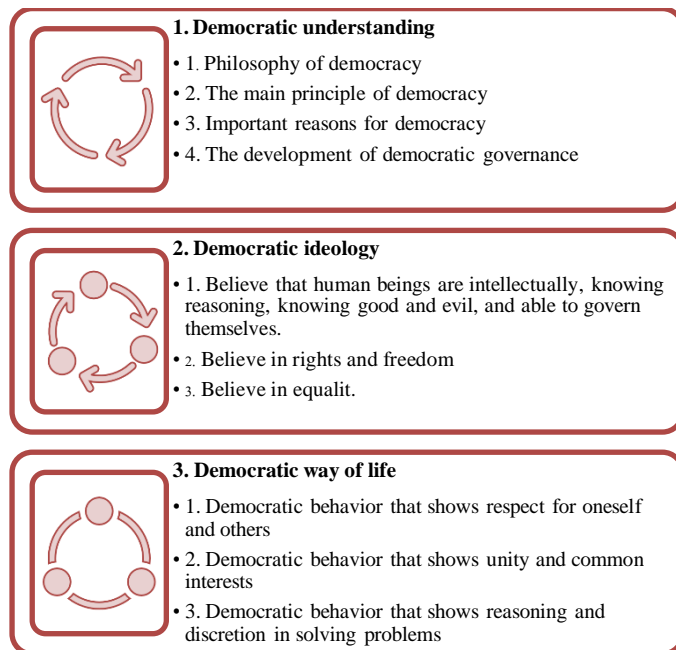 1. Democratic understanding
• 1. Philosophy of democracy
• 2. The main principle of democracy
• 3. Important reasons for democracy
• 4. The development of democratic governance
2. Democratic ideology
• 1. Believe that human beings are intellectually, knowing
reasoning, knowing good and evil, and able to govern
themselves.
• 2. Believe in rights and freedom
• 3. Believe in equalit.
3. Democratic way of life
• 1. Democratic behavior that shows respect for oneself
and others
• 2. Democratic behavior that shows unity and common
interests
• 3. Democratic behavior that shows reasoning and
discretion in solving problems